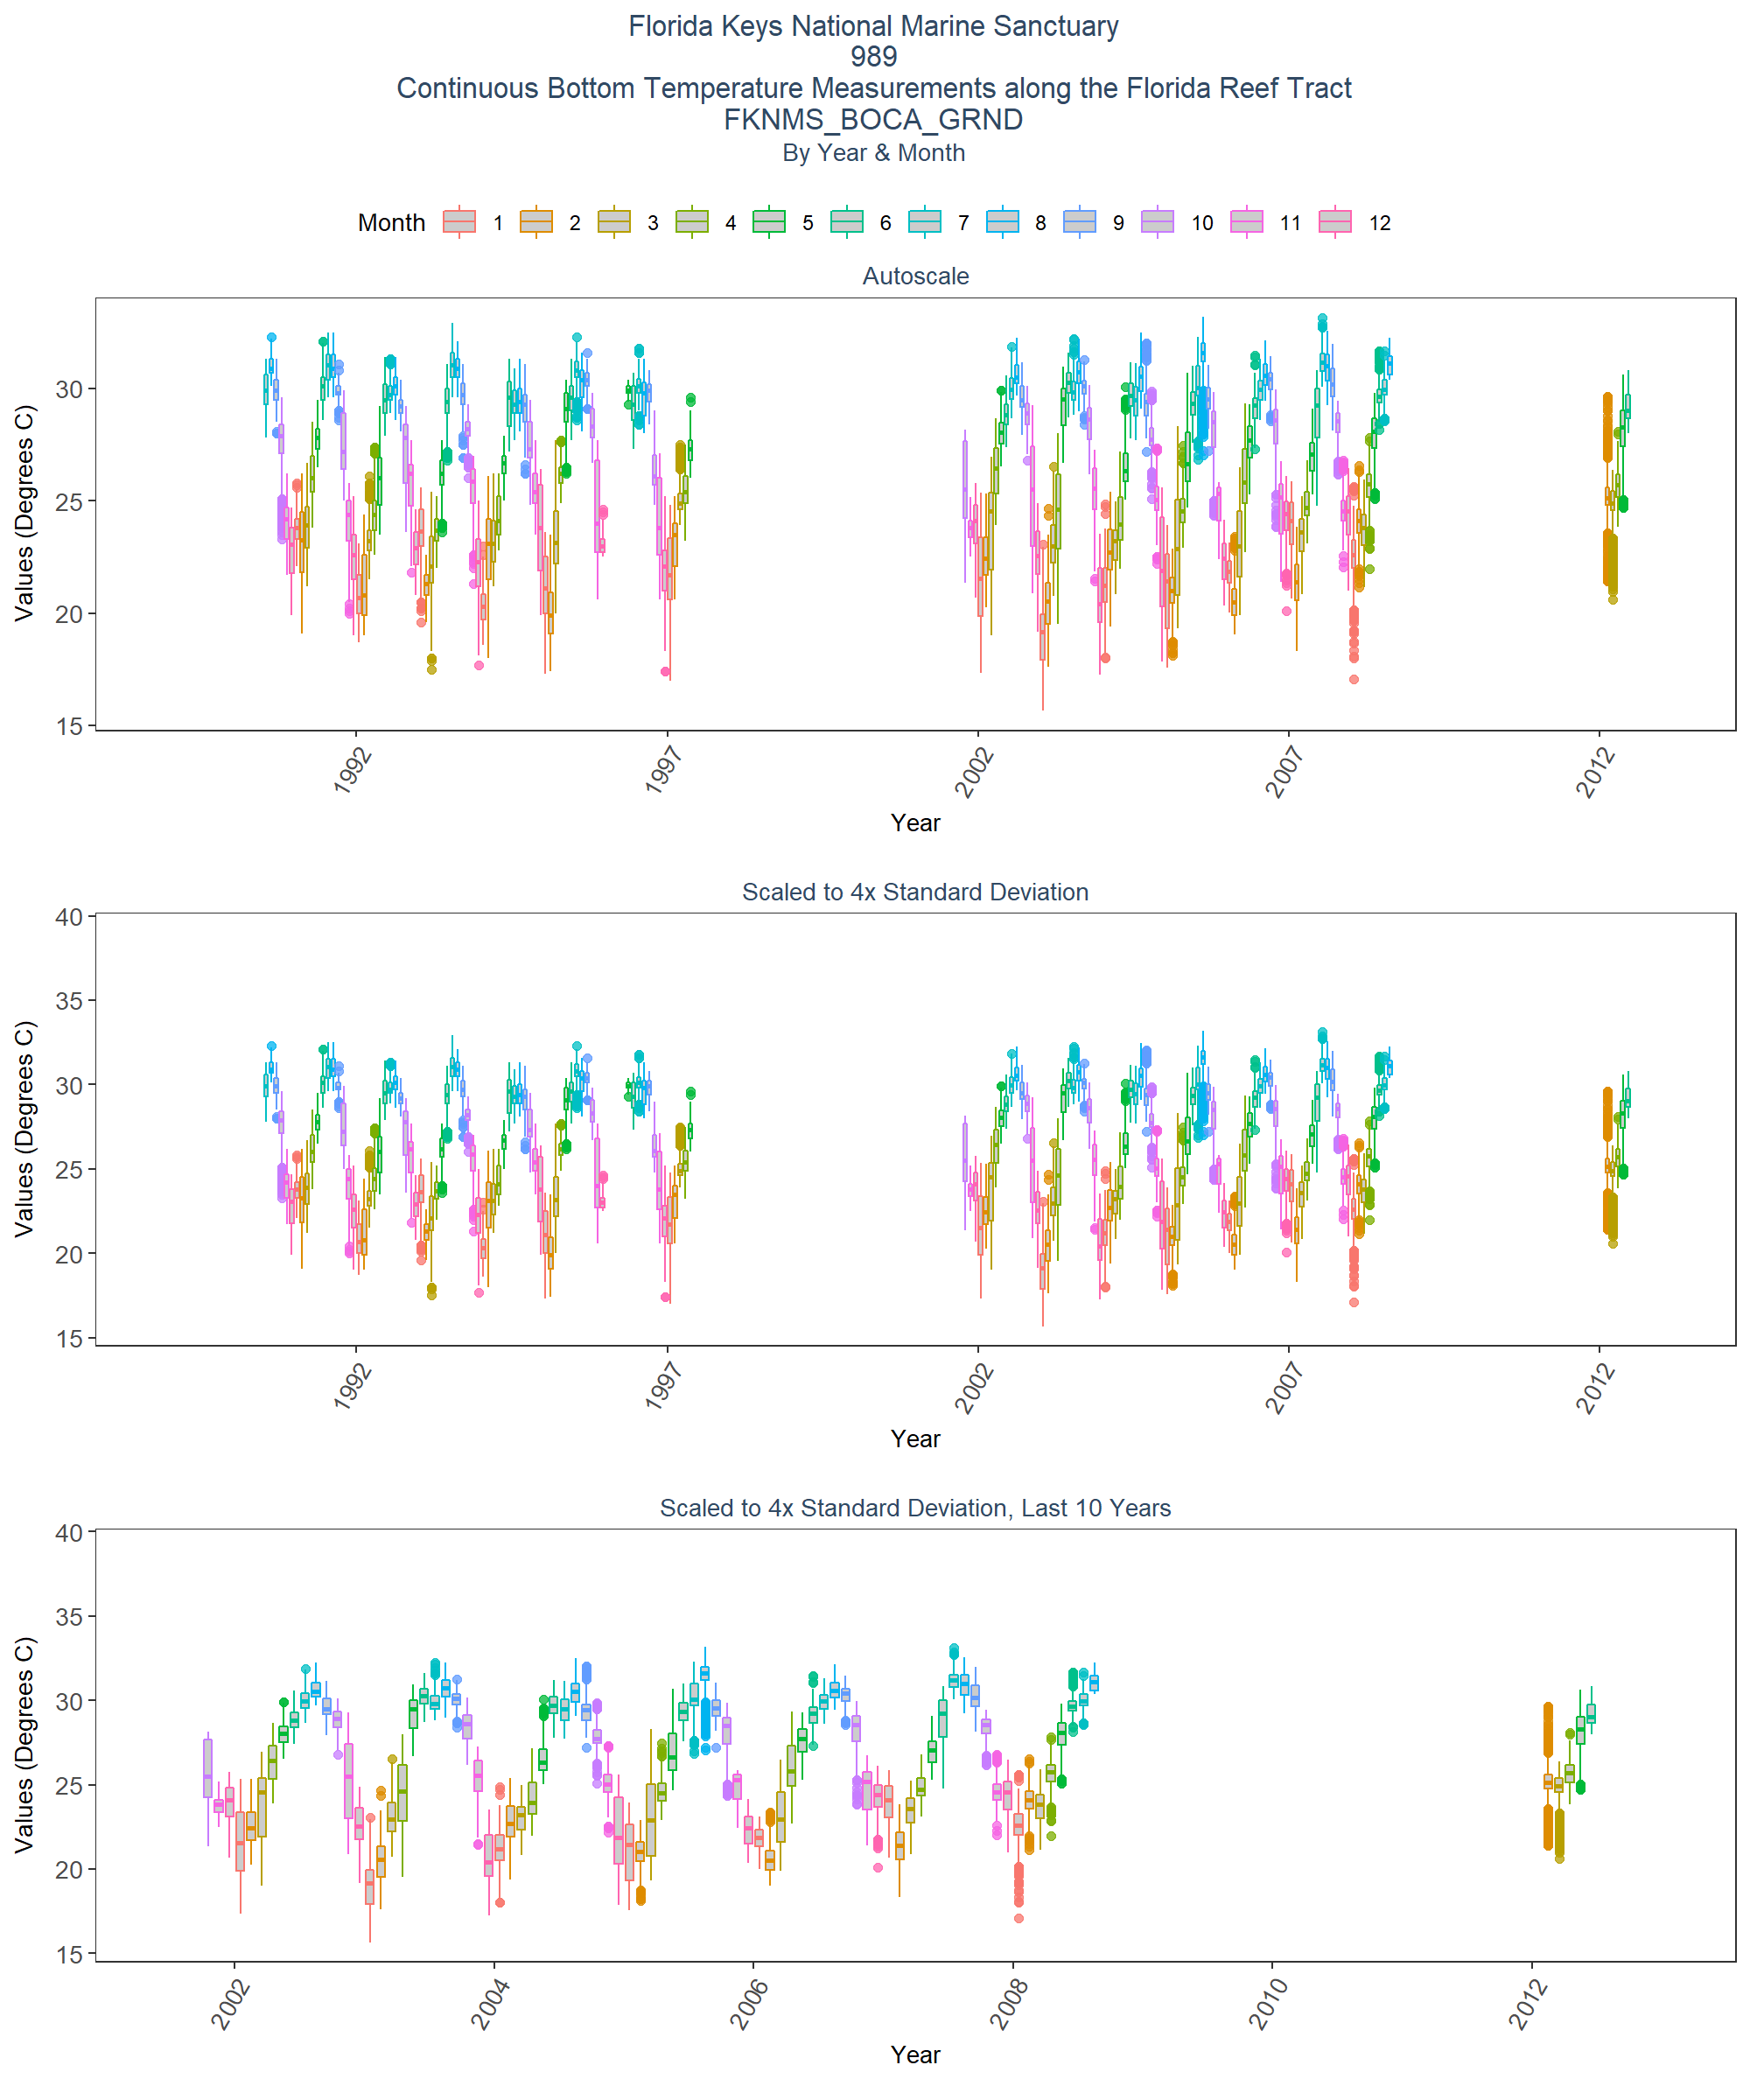 Florida Keys National Marine Sanctuary
989
Continuous Bottom Temperature Measurements along the Florida Reef Tract
FKNMS_BOCA_GRND
By Year & Month
Month 1 2 3 4 5 6 7 8 9 10 11 12
Autoscale
Values (Degrees C)
30
25
20
15
1992 1997 2002 2007 2012
Year
Scaled to 4x Standard Deviation
Values (Degrees C)
40
35
30
25
20
15
1992 1997 2002 2007 2012
Year
Scaled to 4x Standard Deviation, Last 10 Years
Values (Degrees C)
40
35
30
25
20
15
2002 2004 2006 2008 2010 2012
Year